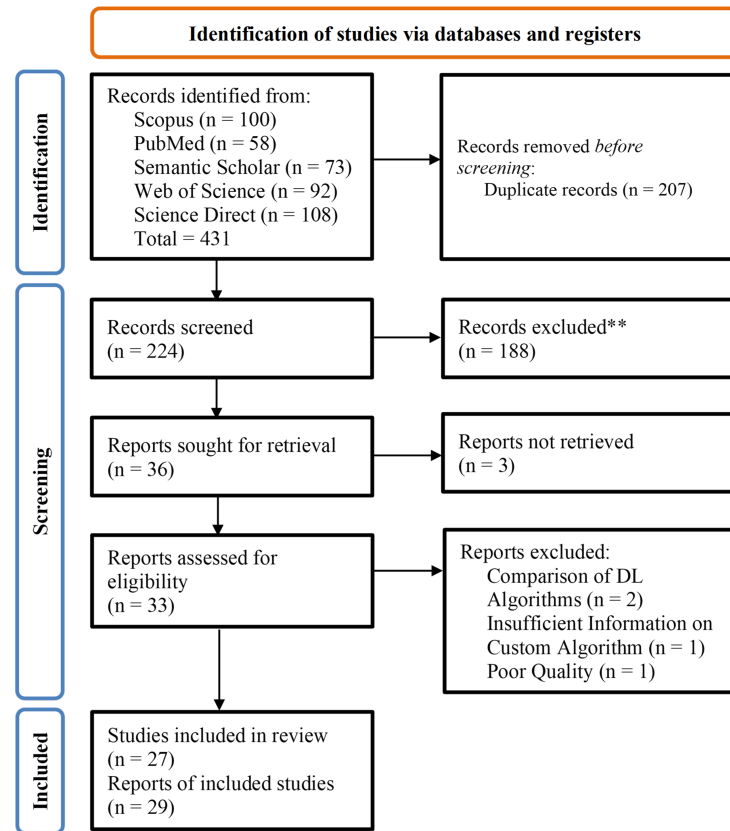 Identification of studies via databases and registers
Identification
Records identified from:
Scopus (n = 100)
PubMed (n = 58)
Semantic Scholar (n = 73)
Web of Science (n = 92)
Science Direct (n = 108)
Total = 431
Records removed before
screening:
Duplicate records (n = 207)
Screening
Records screened
(n = 224)
Records excluded**
(n = 188)
Reports sought for retrieval
(n = 36)
Reports not retrieved
(n = 3)
Reports assessed for
eligibility
(n = 33)
Reports excluded:
Comparison of DL
Algorithms (n = 2)
Insufficient Information on
Custom Algorithm (n = 1)
Poor Quality (n = 1)
Included
Studies included in review
(n = 27)
Reports of included studies
(n = 29)